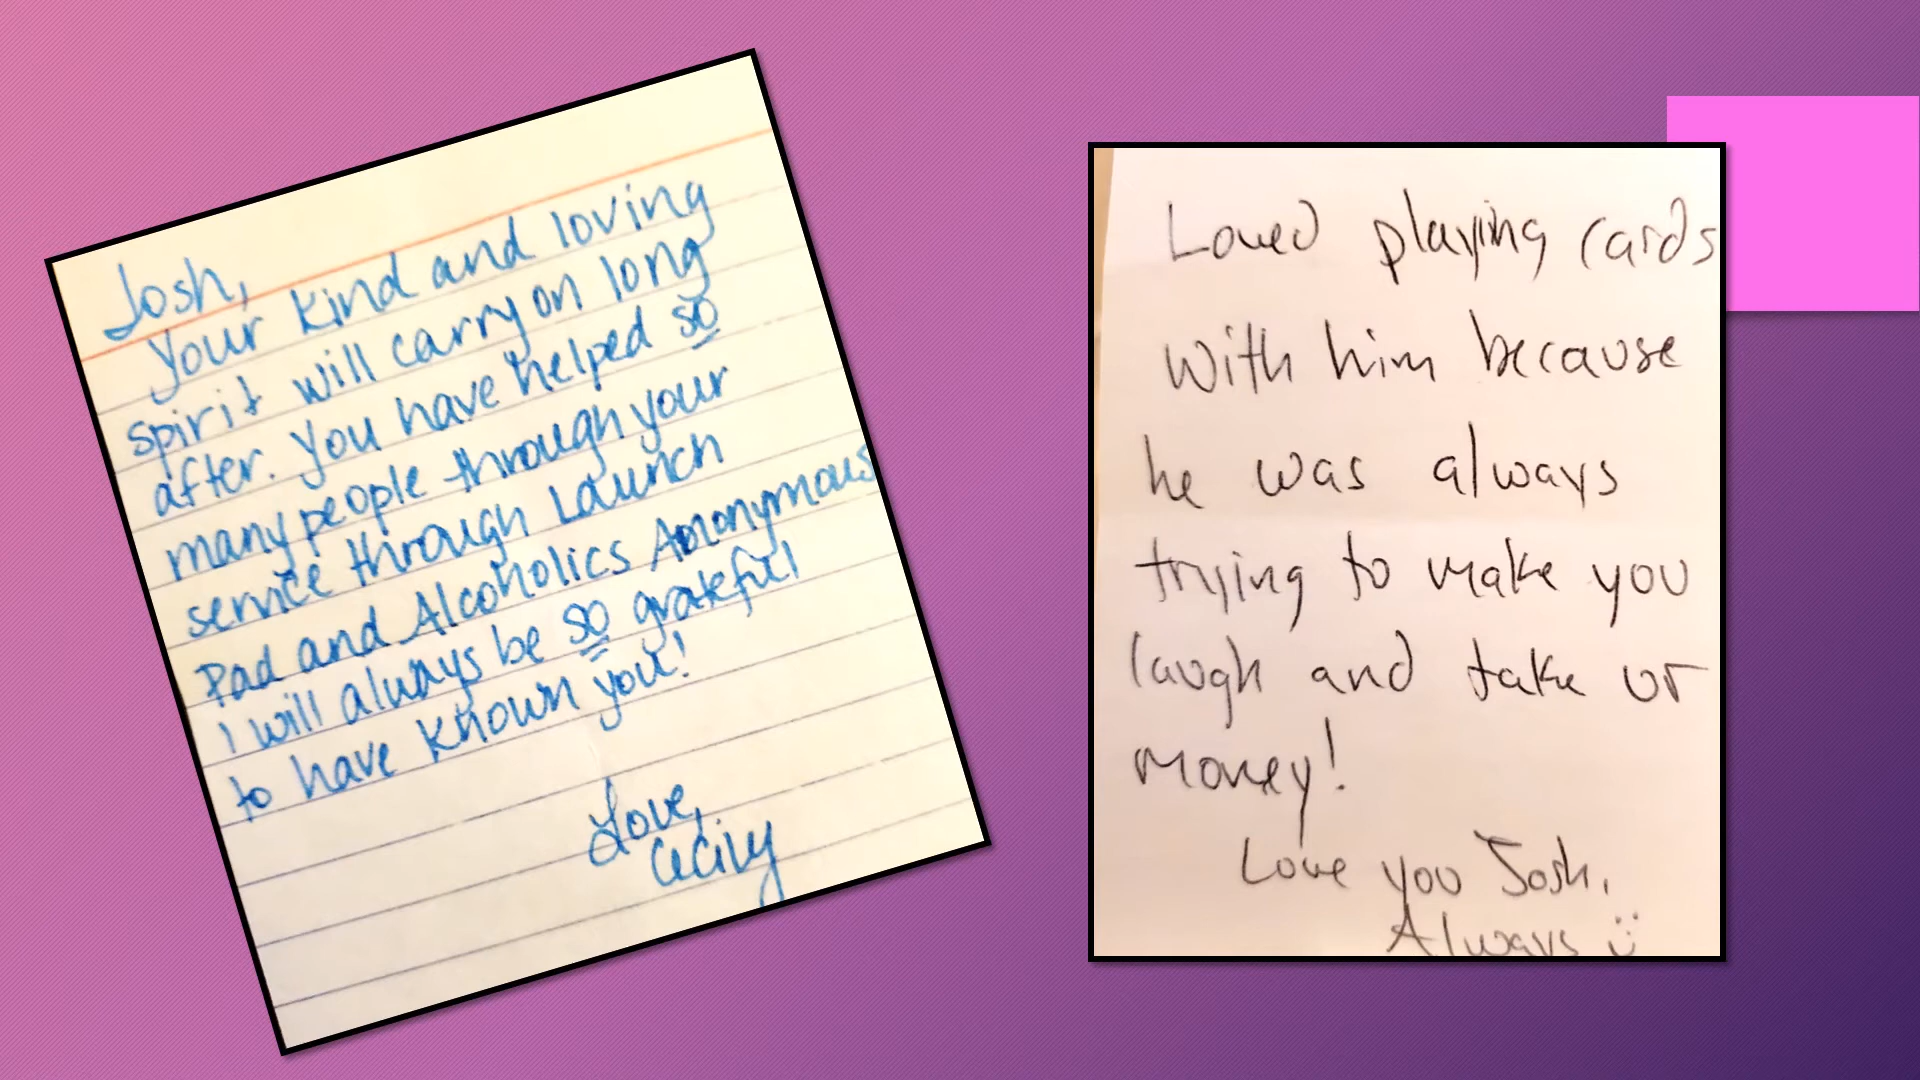 Josh,
Your kind and loving
spirit will carry on long
after. You have helped so
many people through your
service through Launch
Pad and Alcoholics Anonymous
I will always be so grateful
to have known you!
Love,
Cecily
Loved playing cards
with him because
he was always
trying to make you
laugh and take ur
money!
Love you Josh,
Always